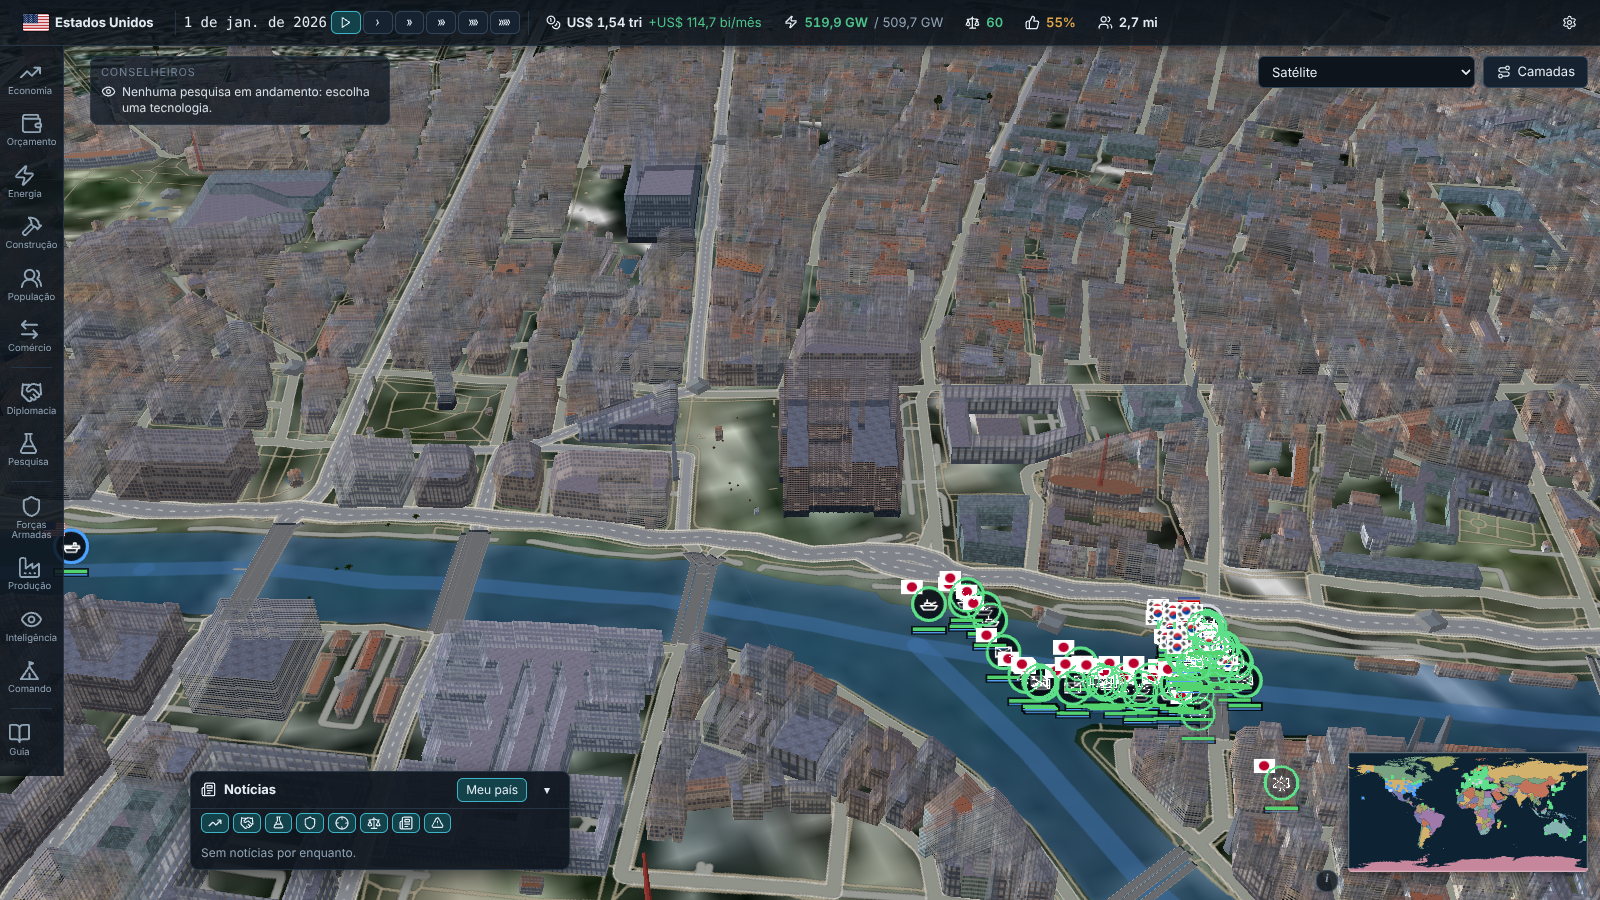 Estados Unidos
1 de jan. de 2026
US$ 1,54 tri +US$ 114,7 bi/mês
519,9 GW / 509,7 GW
60
55%
2,7 mi
Economia
Orçamento
Energia
Construção
População
Comércio
Diplomacia
Pesquisa
Forças
Armadas
Produção
Inteligência
Comando
Guia
CONSELHEIROS
Nenhuma pesquisa em andamento: escolha
uma tecnologia.
Satélite
Camadas
Notícias
Meu país
Sem notícias por enquanto.
i